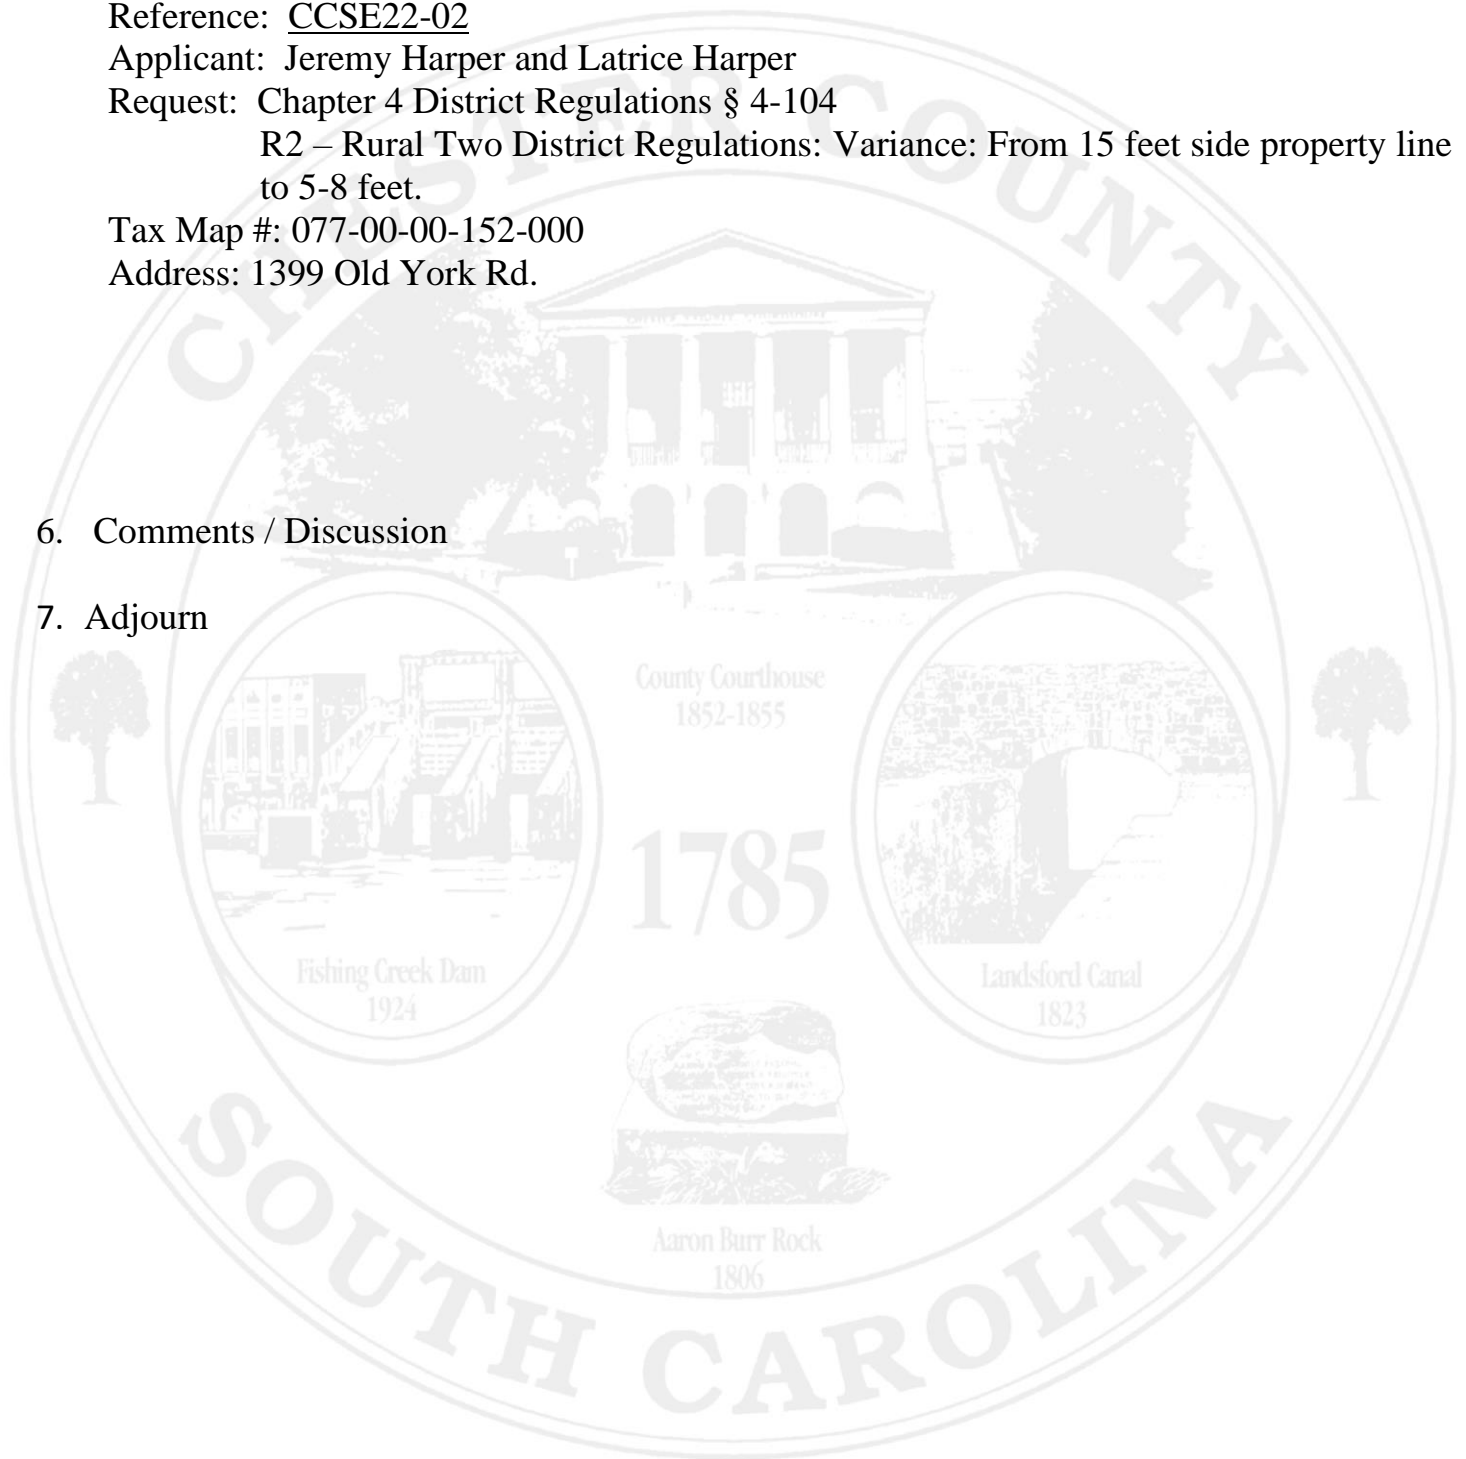 Reference: CCSE22-02
Applicant: Jeremy Harper and Latrice Harper
Request: Chapter 4 District Regulations § 4-104
R2 – Rural Two District Regulations: Variance: From 15 feet side property line
to 5-8 feet.
Tax Map #: 077-00-00-152-000
Address: 1399 Old York Rd.
6. Comments / Discussion
7. Adjourn
CHESTER COUNTY
County Courthouse
1852-1855
1785
Fishing Creek Dam
1924
Landsford Canal
1823
Aaron Burr Rock
1806
SOUTH CAROLINA